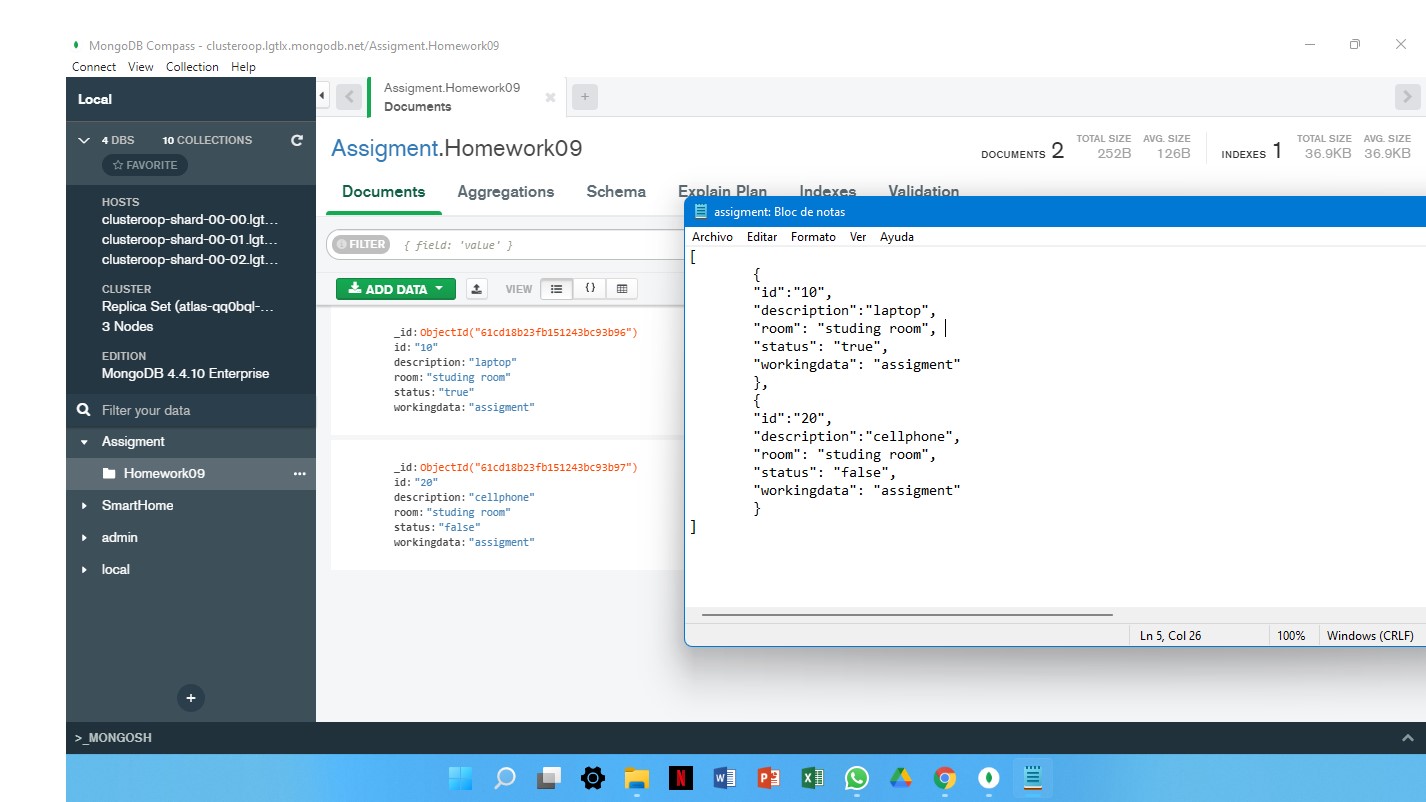 MongoDB Compass - clusteroop.lgtlx.mongodb.net/Assigment.Homework09
Connect View Collection Help
Local
4 DBS 10 COLLECTIONS
☆ FAVORITE
HOSTS
clusteroop-shard-00-00.lgt...
clusteroop-shard-00-01.lgt...
clusteroop-shard-00-02.lgt...
CLUSTER
Replica Set (atlas-qq0bql-...
3 Nodes
EDITION
MongoDB 4.4.10 Enterprise
Filter your data
Assigment
Homework09
SmartHome
admin
local
>_MONGOSH
Assigment.Homework09
Documents
Assigment.Homework09
DOCUMENTS 2 TOTAL SIZE 252B AVG. SIZE 126B INDEXES 1 TOTAL SIZE 36.9KB AVG. SIZE 36.9KB
Documents Aggregations Schema Explain Plan Indexes Validation
FILTER { field: 'value' }
ADD DATA VIEW {}
_id: ObjectId("61cd18b23fb151243bc93b96")
id: "10"
description: "laptop"
room: "studing room"
status: "true"
workingdata: "assigment"
_id: ObjectId("61cd18b23fb151243bc93b97")
id: "20"
description: "cellphone"
room: "studing room"
status: "false"
workingdata: "assigment"
assigment: Bloc de notas
Archivo Editar Formato Ver Ayuda
[
{
"id":"10",
"description":"laptop",
"room": "studing room",
"status": "true",
"workingdata": "assigment"
},
{
"id":"20",
"description":"cellphone",
"room": "studing room",
"status": "false",
"workingdata": "assigment"
}
]
Ln 5, Col 26 100% Windows (CRLF)